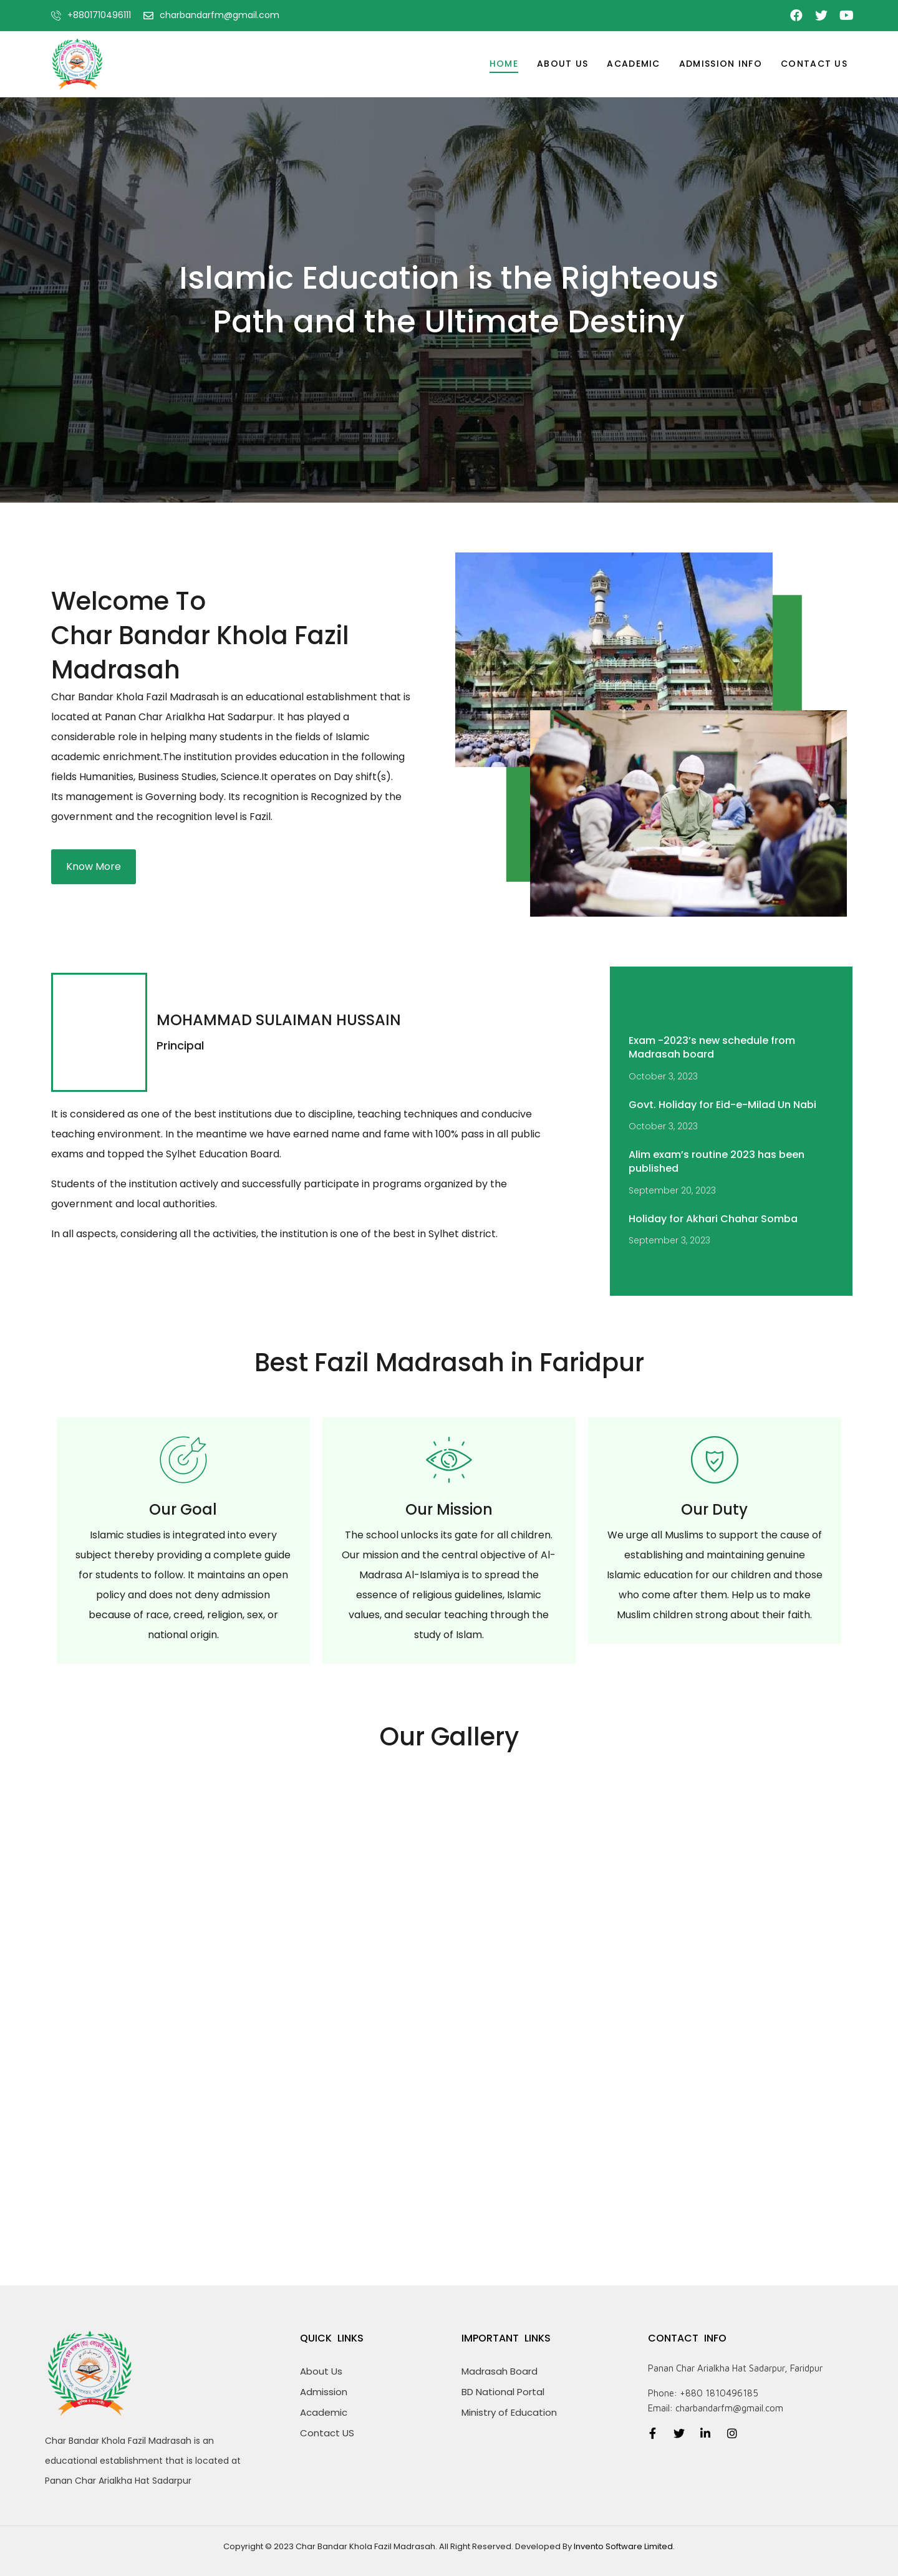 +8801710496111 charbandarfm@gmail.com
HOME ABOUT US ACADEMIC ADMISSION INFO CONTACT US
Islamic Education is the Righteous
Path and the Ultimate Destiny
Welcome To
Char Bandar Khola Fazil
Madrasah
Char Bandar Khola Fazil Madrasah is an educational establishment that is
located at Panan Char Arialkha Hat Sadarpur. It has played a
considerable role in helping many students in the fields of Islamic
academic enrichment.The institution provides education in the following
fields Humanities, Business Studies, Science.It operates on Day shift(s).
Its management is Governing body. Its recognition is Recognized by the
government and the recognition level is Fazil.
Know More
MOHAMMAD SULAIMAN HUSSAIN
Principal
It is considered as one of the best institutions due to discipline, teaching techniques and conducive
teaching environment. In the meantime we have earned name and fame with 100% pass in all public
exams and topped the Sylhet Education Board.
Students of the institution actively and successfully participate in programs organized by the
government and local authorities.
In all aspects, considering all the activities, the institution is one of the best in Sylhet district.
Exam -2023’s new schedule from
Madrasah board
October 3, 2023
Govt. Holiday for Eid-e-Milad Un Nabi
October 3, 2023
Alim exam’s routine 2023 has been
published
September 20, 2023
Holiday for Akhari Chahar Somba
September 3, 2023
Best Fazil Madrasah in Faridpur
Our Goal
Islamic studies is integrated into every
subject thereby providing a complete guide
for students to follow. It maintains an open
policy and does not deny admission
because of race, creed, religion, sex, or
national origin.
Our Mission
The school unlocks its gate for all children.
Our mission and the central objective of Al-
Madrasa Al-Islamiya is to spread the
essence of religious guidelines, Islamic
values, and secular teaching through the
study of Islam.
Our Duty
We urge all Muslims to support the cause of
establishing and maintaining genuine
Islamic education for our children and those
who come after them. Help us to make
Muslim children strong about their faith.
Our Gallery
Char Bandar Khola Fazil Madrasah is an
educational establishment that is located at
Panan Char Arialkha Hat Sadarpur
QUICK LINKS
About Us
Admission
Academic
Contact US
IMPORTANT LINKS
Madrasah Board
BD National Portal
Ministry of Education
CONTACT INFO
Panan Char Arialkha Hat Sadarpur, Faridpur
Phone: +880 1810496185
Email: charbandarfm@gmail.com
Copyright © 2023 Char Bandar Khola Fazil Madrasah. All Right Reserved. Developed By Invento Software Limited.